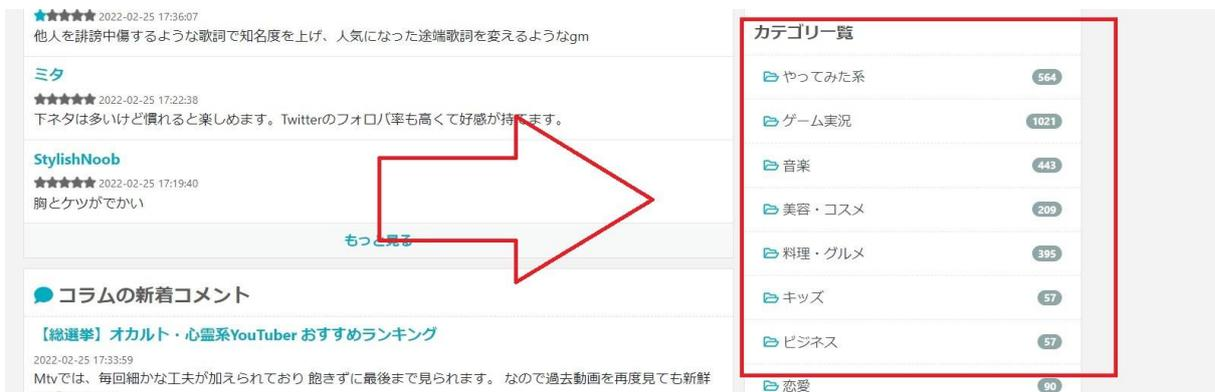 2022-02-25 17:36:07
他人を誹謗中傷するような歌詞で知名度を上げ、人気になった途端歌詞を変えるようなgm
ミタ
2022-02-25 17:22:38
下ネタは多いけど慣れると楽しめます。Twitterのフォロバ率も高くて好感が持てます。
StylishNoob
2022-02-25 17:19:40
胸とケツがでかい
もっと見る
コラムの新着コメント
【総選挙】オカルト・心霊系YouTuber おすすめランキング
2022-02-25 17:33:59
Mtvでは、毎回細かな工夫が加えられており 飽きずに最後まで見られます。 なので過去動画を再度見ても新鮮
カテゴリ一覧
やってみた系 564
ゲーム実況 1021
音楽 443
美容・コスメ 209
料理・グルメ 395
キッズ 57
ビジネス 57
恋愛 90